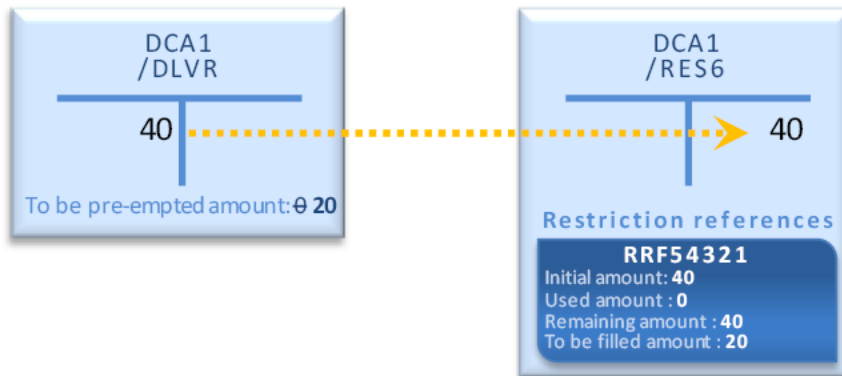 DCA1
/DLVR
40
To be pre-empted amount: 0 20
DCA1
/RES6
40
Restriction references
RRF54321
Initial amount: 40
Used amount : 0
Remaining amount : 40
To be filled amount : 20